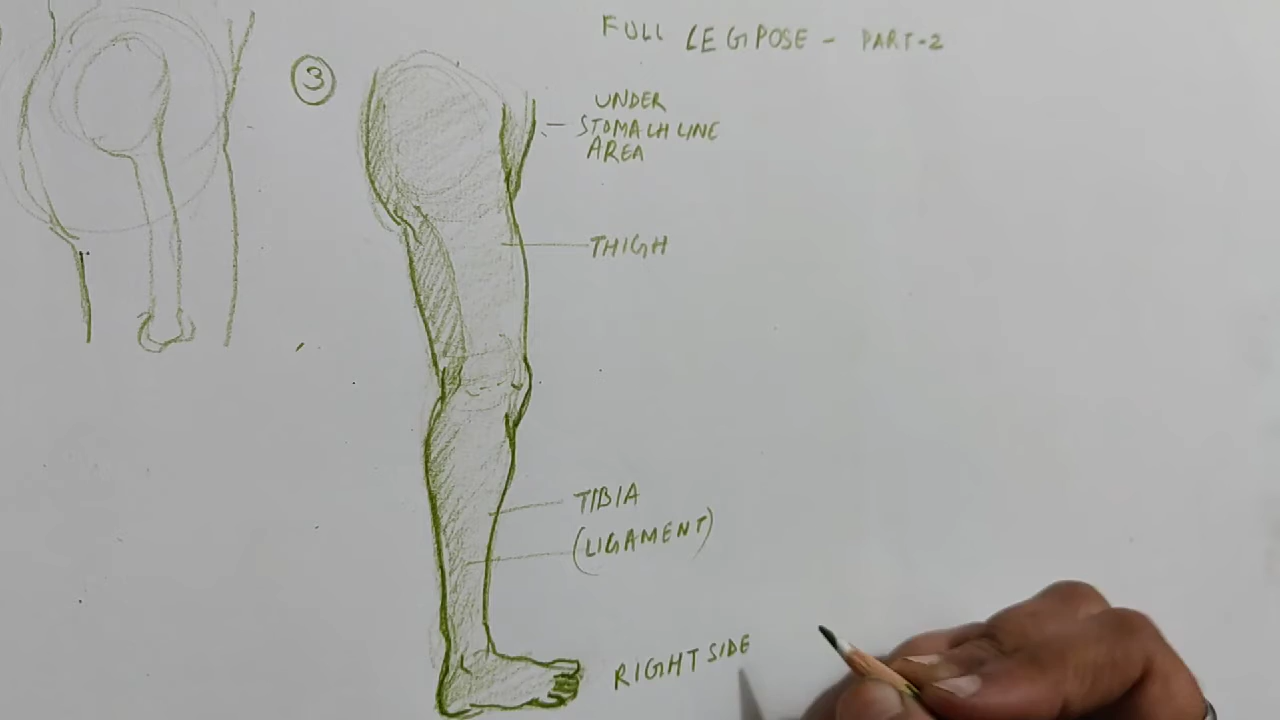 FULL LEG POSE - PART-2
3
UNDER
STOMACH LINE
AREA
THIGH
TIBIA
(LIGAMENT)
RIGHT SIDE